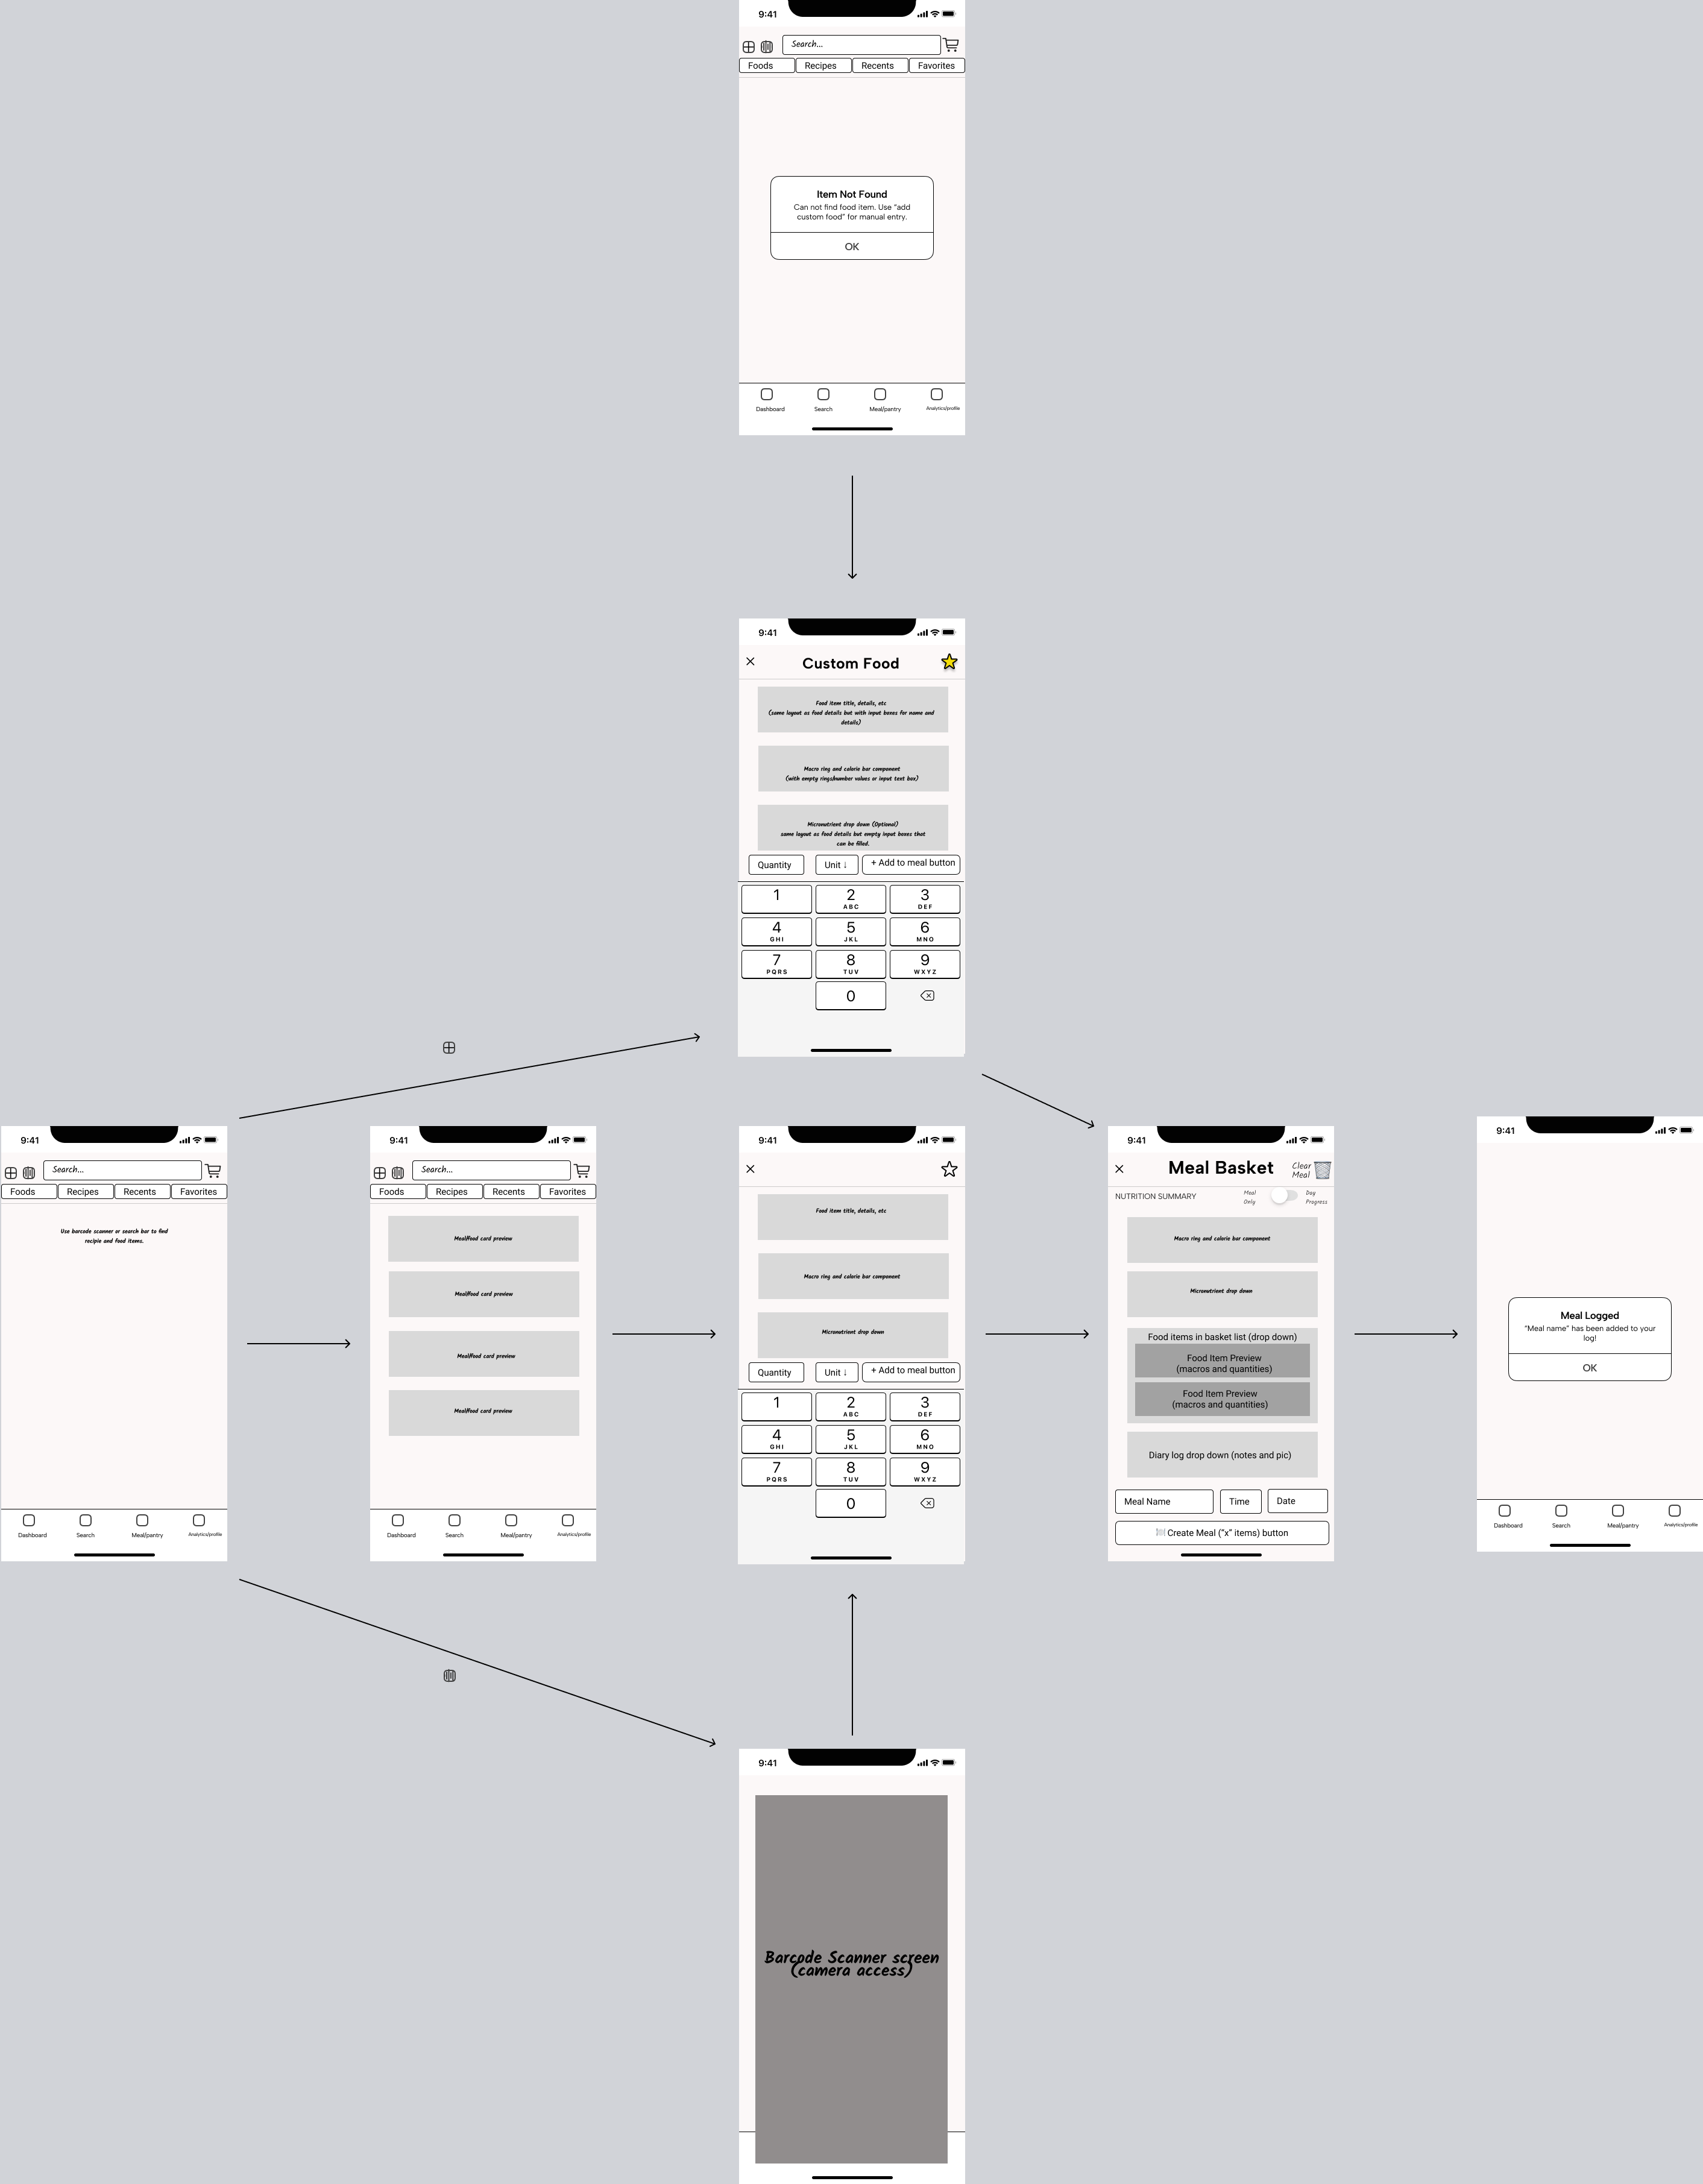 9:41
Search...
Foods
Recipes
Recents
Favorites
Item Not Found
Can not find food item. Use “add
custom food” for manual entry.
OK
Dashboard
Search
Meal/pantry
Analytics/profile
9:41
Custom Food
Food item title, details, etc
(same layout as food details but with input boxes for name and
details)
Macro ring and calorie bar component
(with empty rings/number values or input text box)
Micronutrient drop down (Optional)
same layout as food details but empty input boxes that
can be filled.
Quantity
Unit ↓
+ Add to meal button
1
2
ABC
3
DEF
4
GHI
5
JKL
6
MNO
7
PQRS
8
TUV
9
WXYZ
0
9:41
Search...
Foods
Recipes
Recents
Favorites
Use barcode scanner or search bar to find
recipie and food items.
Dashboard
Search
Meal/pantry
Analytics/profile
9:41
Search...
Foods
Recipes
Recents
Favorites
Meal/food card preview
Meal/food card preview
Meal/food card preview
Meal/food card preview
Dashboard
Search
Meal/pantry
Analytics/profile
9:41
Food item title, details, etc
Macro ring and calorie bar component
Micronutrient drop down
Quantity
Unit ↓
+ Add to meal button
1
2
ABC
3
DEF
4
GHI
5
JKL
6
MNO
7
PQRS
8
TUV
9
WXYZ
0
9:41
Meal Basket
Clear
Meal
NUTRITION SUMMARY
Meal
Only
Day
Progress
Macro ring and calorie bar component
Micronutrient drop down
Food items in basket list (drop down)
Food Item Preview
(macros and quantities)
Food Item Preview
(macros and quantities)
Diary log drop down (notes and pic)
Meal Name
Time
Date
🍽 Create Meal (“x” items) button
9:41
Meal Logged
“Meal name” has been added to your
log!
OK
Dashboard
Search
Meal/pantry
Analytics/profile
9:41
Barcode Scanner screen
(camera access)